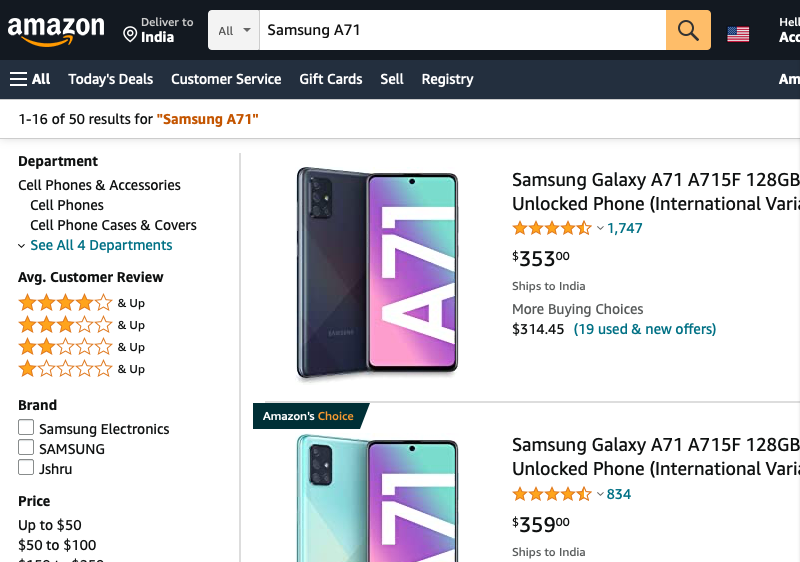 amazon
Deliver to
India
All
Samsung A71
Hell
Acc
All
Today's Deals
Customer Service
Gift Cards
Sell
Registry
Am
1-16 of 50 results for "Samsung A71"
Department
Cell Phones & Accessories
Cell Phones
Cell Phone Cases & Covers
See All 4 Departments
Avg. Customer Review
& Up
& Up
& Up
& Up
Brand
Samsung Electronics
SAMSUNG
Jshru
Price
Up to $50
$50 to $100
A71
SAMSUNG
Samsung Galaxy A71 A715F 128GB
Unlocked Phone (International Varia
1,747
$35300
Ships to India
More Buying Choices
$314.45 (19 used & new offers)
Amazon's Choice
A71
Samsung Galaxy A71 A715F 128GB
Unlocked Phone (International Varia
834
$35900
Ships to India